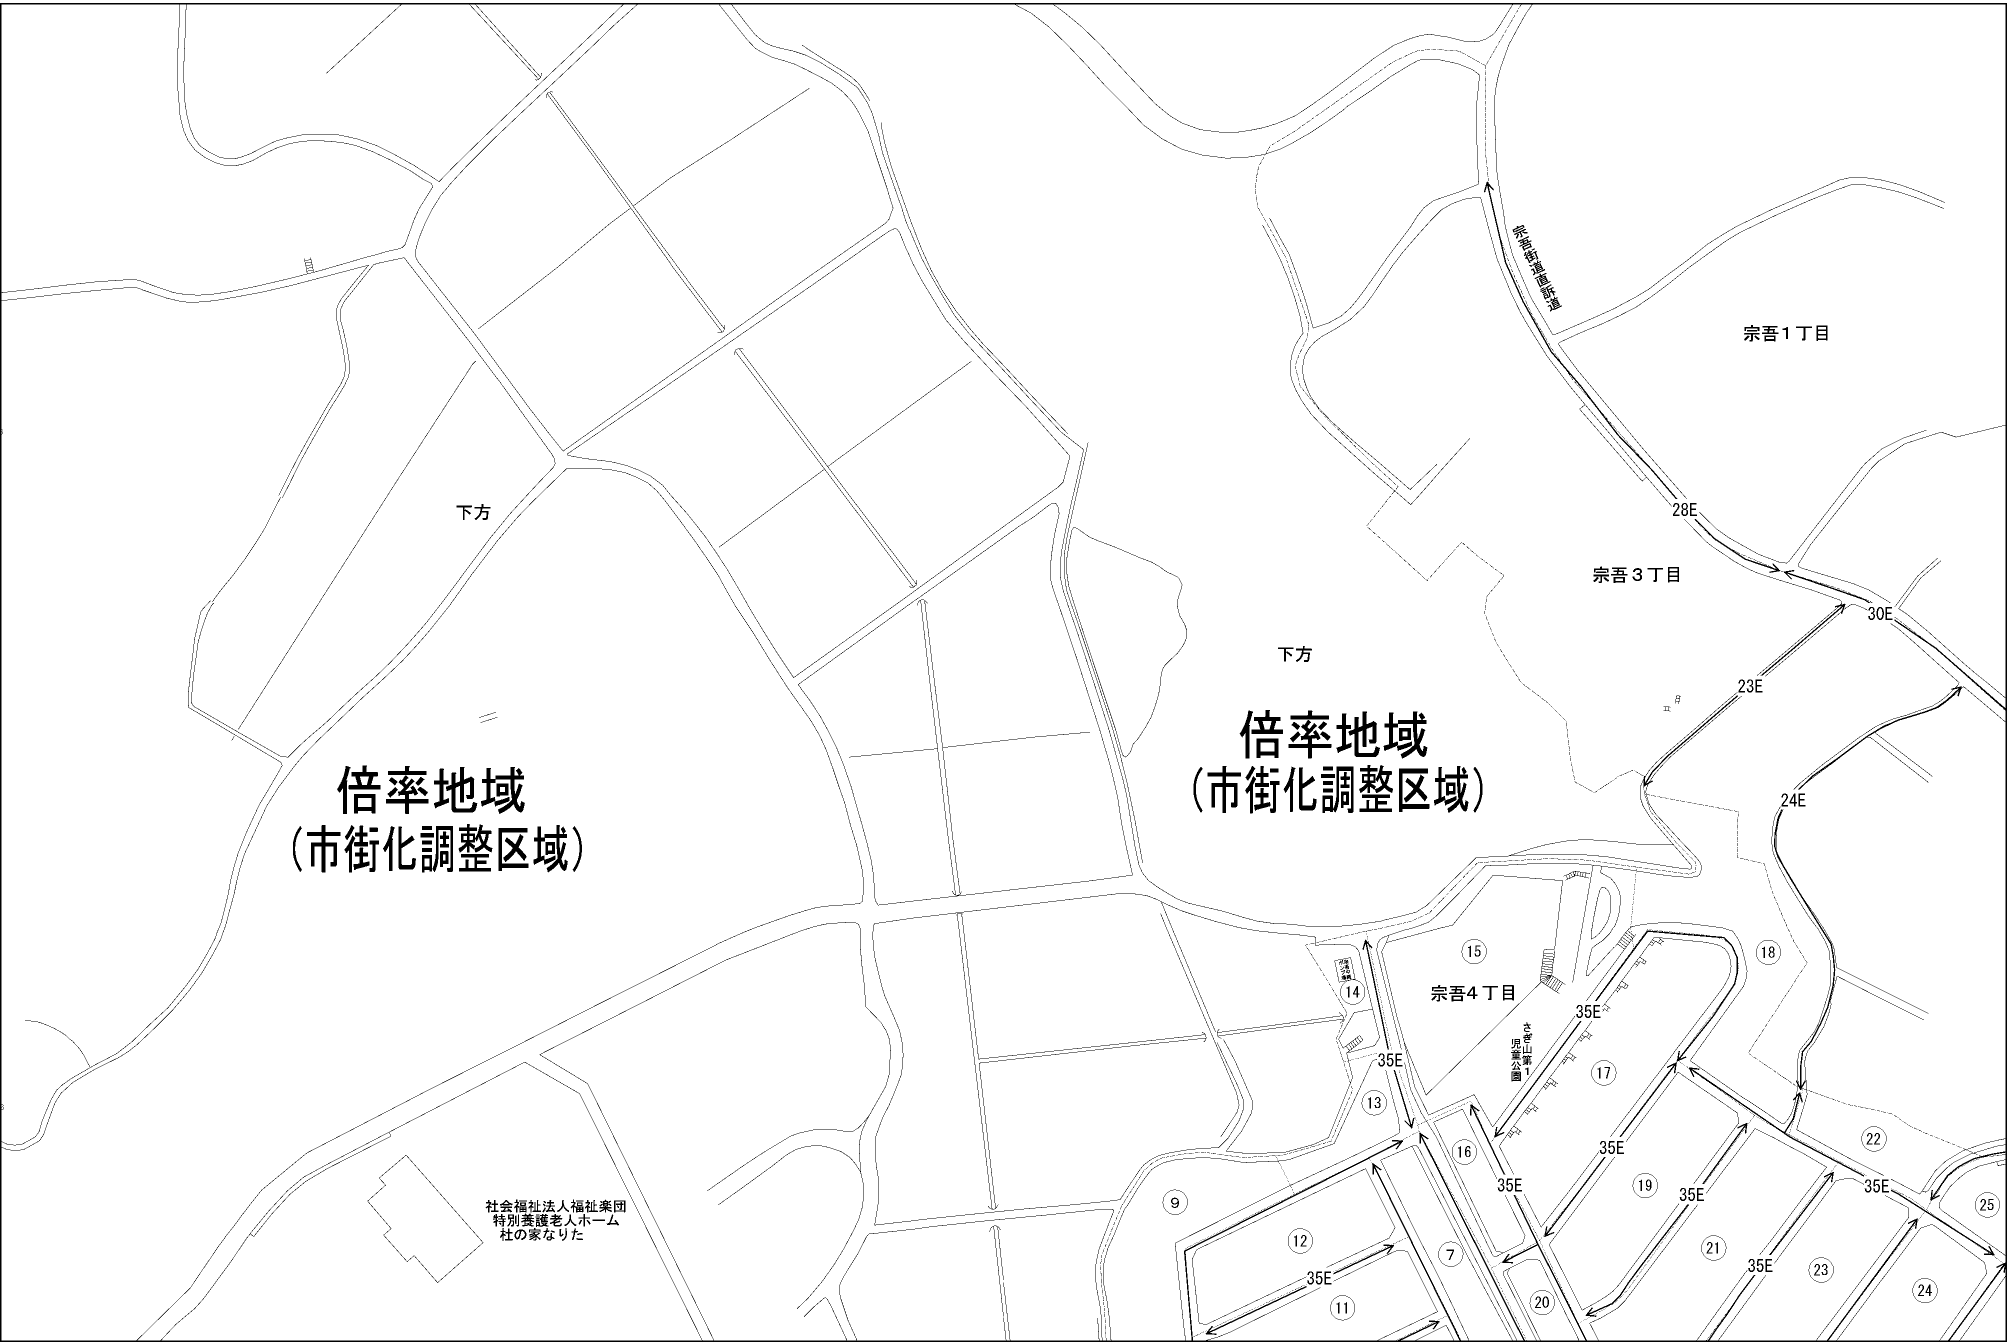 宗吾街道直訴道
宗吾１丁目
下方
28E
宗吾３丁目
30E
下方
23E
倍率地域
（市街化調整区域）
倍率地域
（市街化調整区域）
24E
15
18
14
宗吾４丁目
35E
さぎ山第１
児童公園
35E
17
13
22
16
35E
35E
19
35E
35E
9
25
社会福祉法人福祉楽団
特別養護老人ホーム
杜の家なりた
12
7
21
35E
23
35E
24
11
20